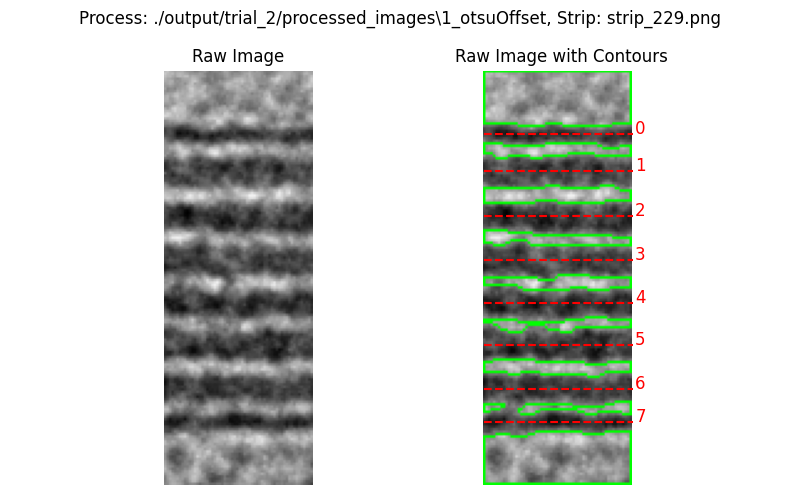 Process: ./output/trial_2/processed_images\1_otsuOffset, Strip: strip_229.png
Raw Image
Raw Image with Contours
0
1
2
3
4
5
6
7